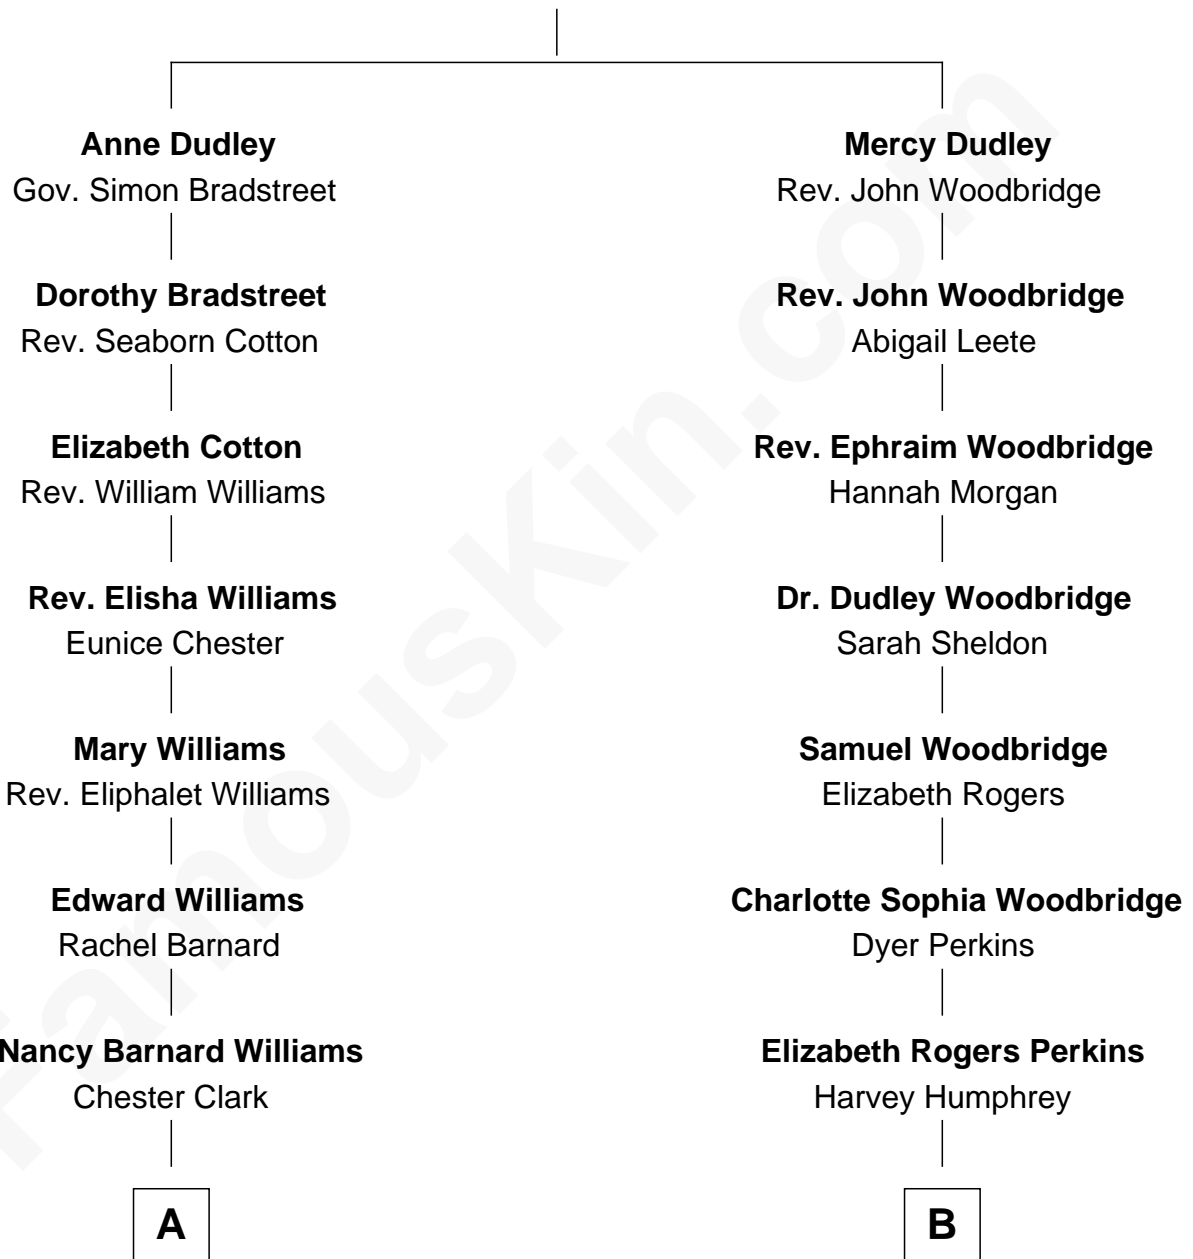 Anne Dudley
Gov. Simon Bradstreet
Dorothy Bradstreet
Rev. Seaborn Cotton
Elizabeth Cotton
Rev. William Williams
Rev. Elisha Williams
Eunice Chester
Mary Williams
Rev. Eliphalet Williams
Edward Williams
Rachel Barnard
Nancy Barnard Williams
Chester Clark
A
Mercy Dudley
Rev. John Woodbridge
Rev. John Woodbridge
Abigail Leete
Rev. Ephraim Woodbridge
Hannah Morgan
Dr. Dudley Woodbridge
Sarah Sheldon
Samuel Woodbridge
Elizabeth Rogers
Charlotte Sophia Woodbridge
Dyer Perkins
Elizabeth Rogers Perkins
Harvey Humphrey
B
FamousKin.com